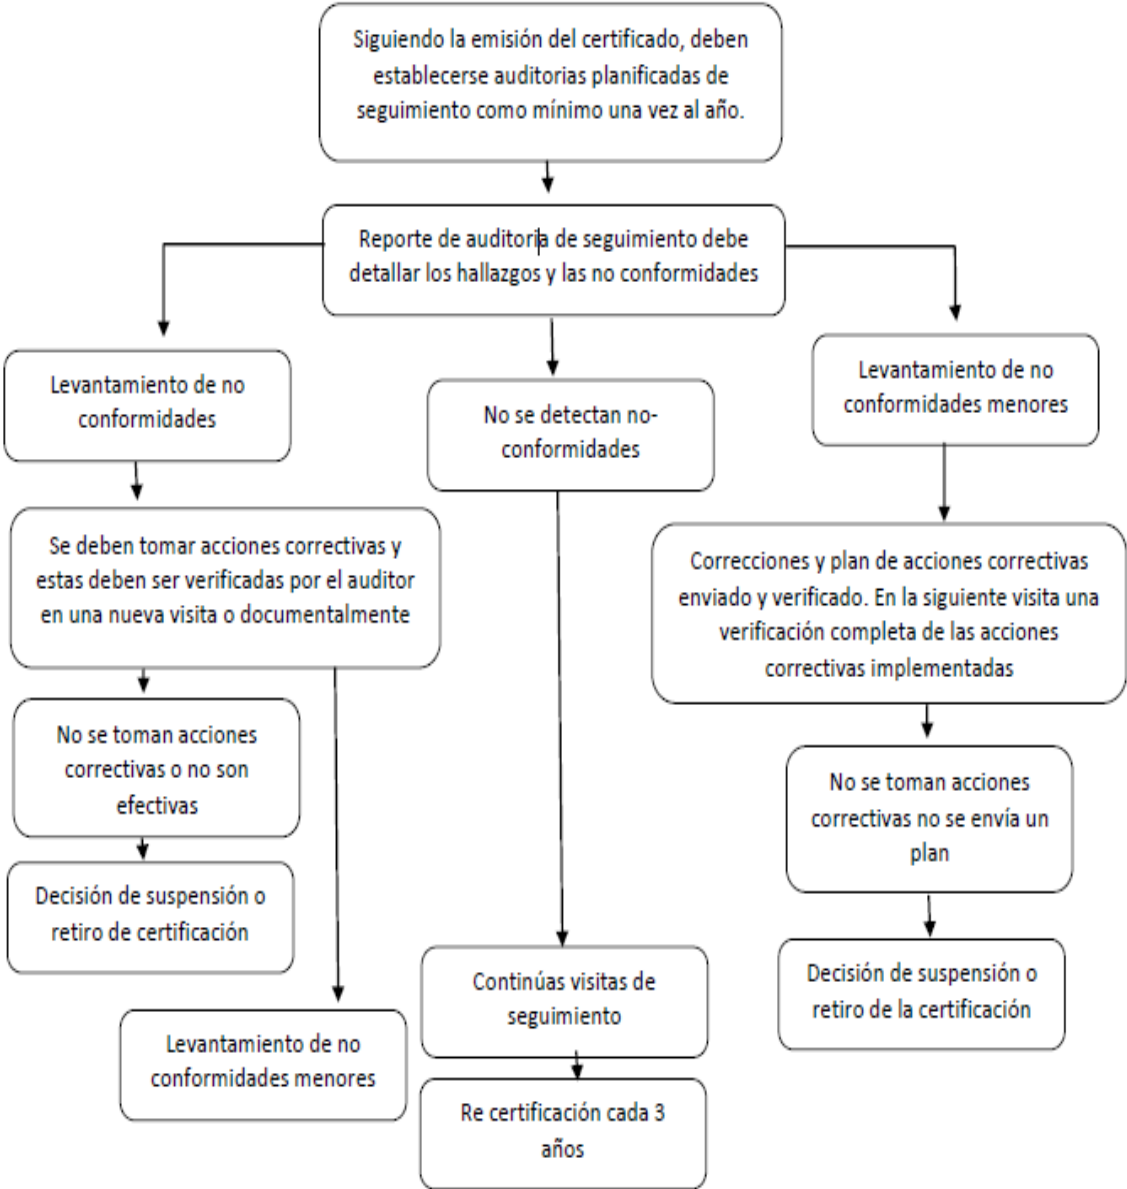 Siguiendo la emisión del certificado, deben
establecerse auditorias planificadas de
seguimiento como mínimo una vez al año.
Reporte de auditoria de seguimiento debe
detallar los hallazgos y las no conformidades
Levantamiento de no
conformidades
No se detectan no-
conformidades
Levantamiento de no
conformidades menores
Se deben tomar acciones correctivas y
estas deben ser verificadas por el auditor
en una nueva visita o documentalmente
Correcciones y plan de acciones correctivas
enviado y verificado. En la siguiente visita una
verificación completa de las acciones
correctivas implementadas
No se toman acciones
correctivas o no son
efectivas
No se toman acciones
correctivas no se envía un
plan
Decisión de suspensión o
retiro de certificación
Continúas visitas de
seguimiento
Decisión de suspensión o
retiro de la certificación
Levantamiento de no
conformidades menores
Re certificación cada 3
años